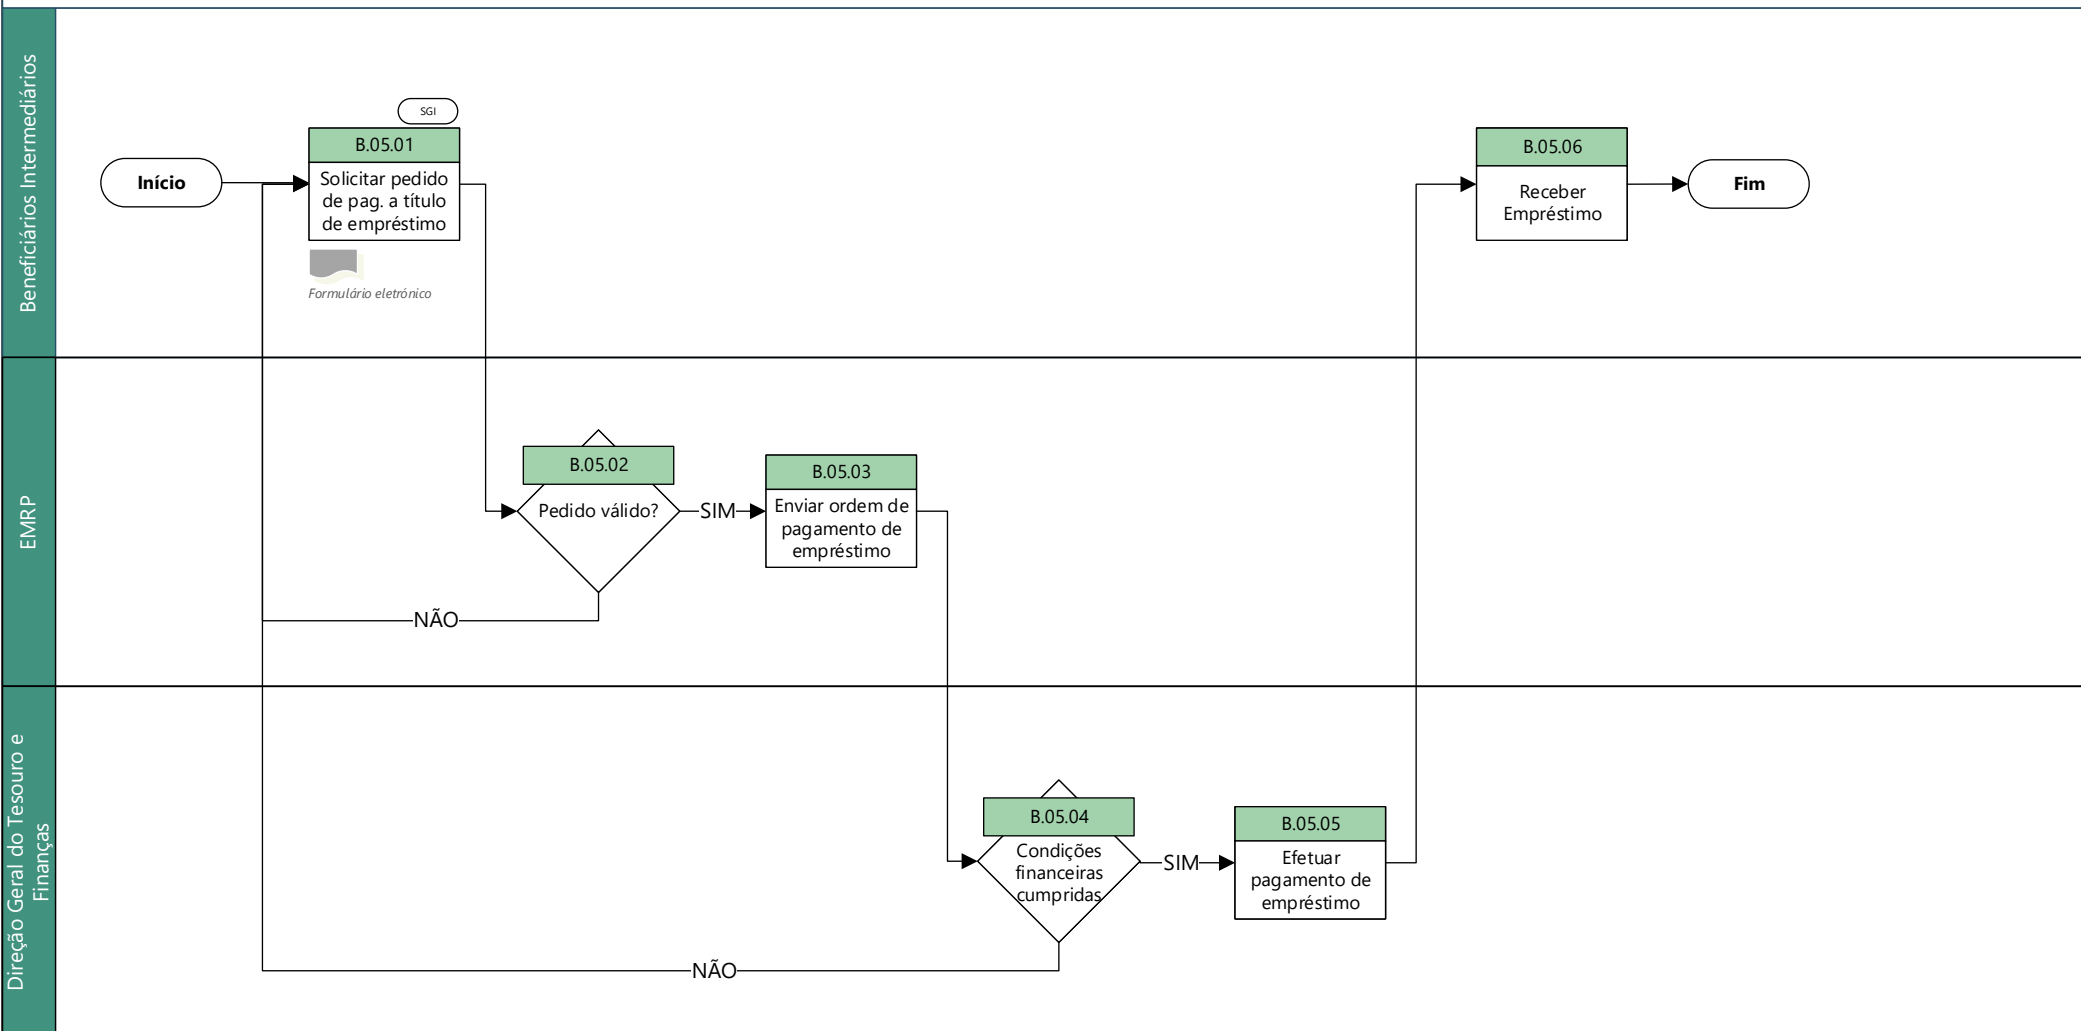 Beneficiários Intermediários
SGI
B.05.01
Início
Solicitar pedido
de pag. a título
de empréstimo
Formulário eletrónico
B.05.06
Receber
Empréstimo
Fim
EMRP
B.05.02
Pedido válido?
SIM
B.05.03
Enviar ordem de
pagamento de
empréstimo
NÃO
Direção Geral do Tesouro e
Finanças
B.05.04
Condições
financeiras
cumpridas
SIM
B.05.05
Efetuar
pagamento de
empréstimo
NÃO